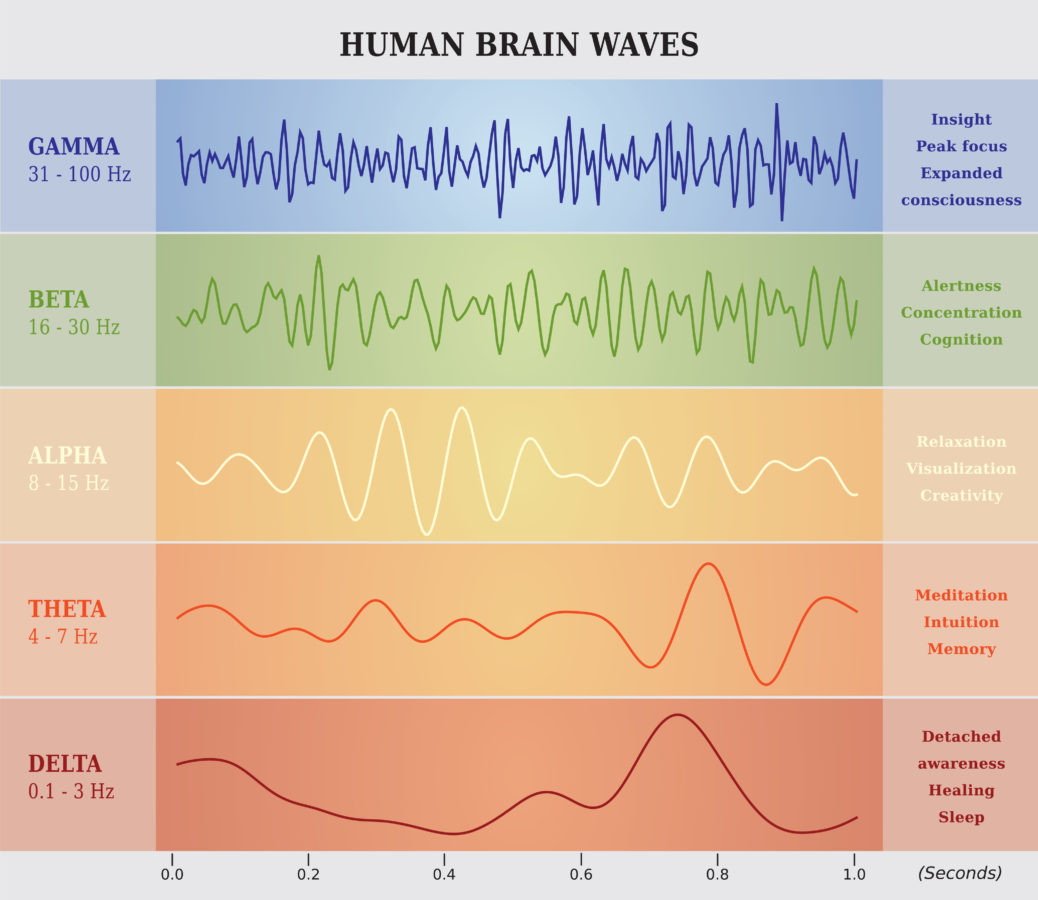 HUMAN BRAIN WAVES
GAMMA
31 - 100 Hz
Insight
Peak focus
Expanded
consciousness
BETA
16 - 30 Hz
Alertness
Concentration
Cognition
ALPHA
8 - 15 Hz
Relaxation
Visualization
Creativity
THETA
4 - 7 Hz
Meditation
Intuition
Memory
DELTA
0.1 - 3 Hz
Detached
awareness
Healing
Sleep
0.0 0.2 0.4 0.6 0.8 1.0 (Seconds)